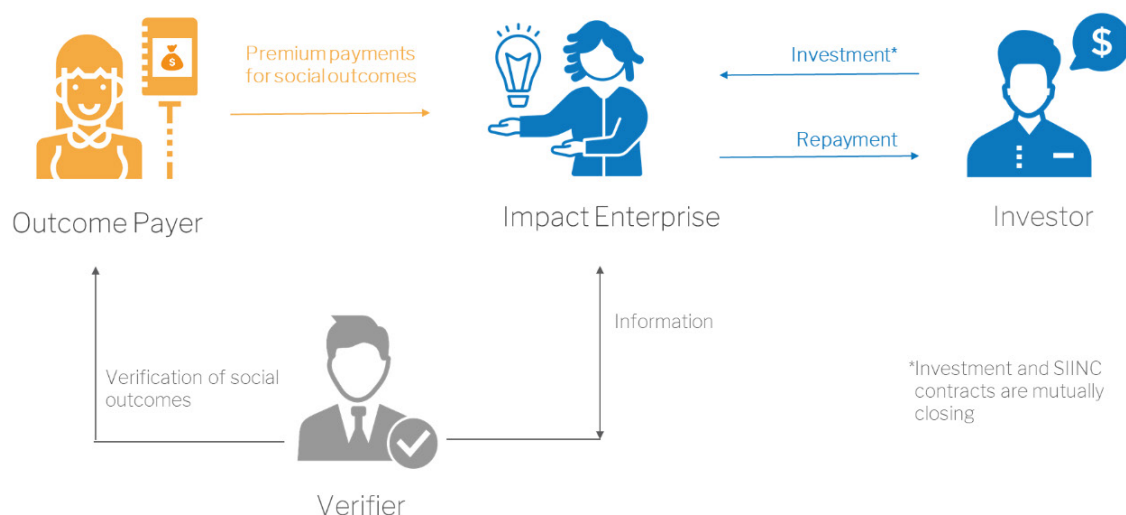 Premium payments
for social outcomes
Investment*
$
Repayment
Outcome Payer
Impact Enterprise
Investor
Information
Verification of social
outcomes
*Investment and SIINC
contracts are mutually
closing
Verifier